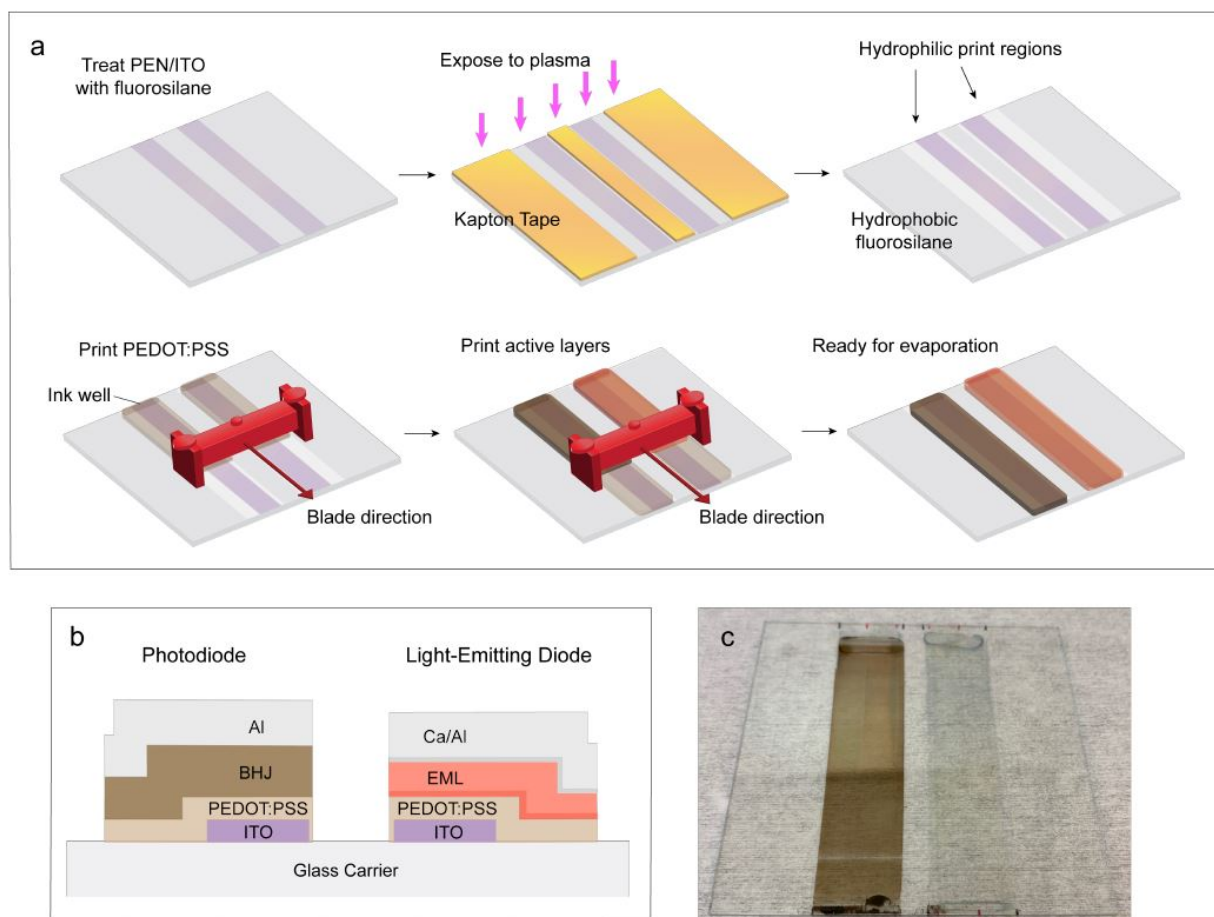 a
Treat PEN/ITO
with fluorosilane
Expose to plasma
Kapton Tape
Hydrophilic print regions
Hydrophobic
fluorosilane
Print PEDOT:PSS
Ink well
Blade direction
Print active layers
Blade direction
Ready for evaporation
b
Photodiode
Light-Emitting Diode
Al
BHJ
PEDOT:PSS
ITO
Ca/Al
EML
PEDOT:PSS
ITO
Glass Carrier
c